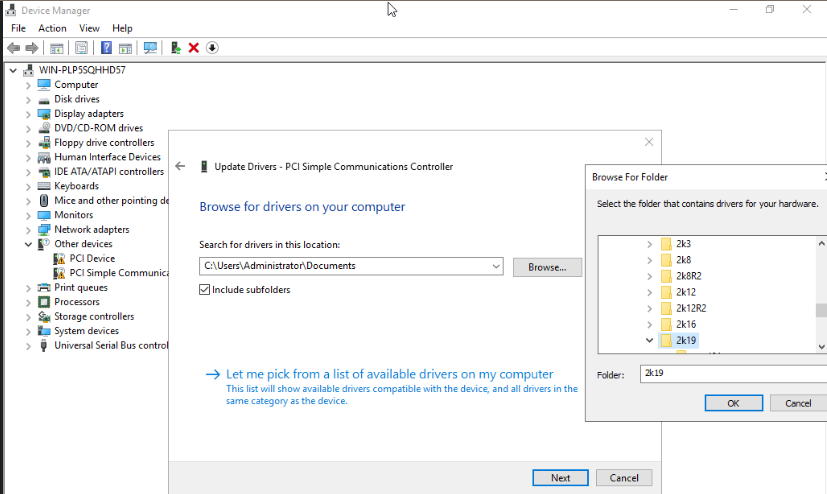 Device Manager
File Action View Help
WIN-PLP5SQHHD57
Computer
Disk drives
Display adapters
DVD/CD-ROM drives
Floppy drive controllers
Human Interface Devices
IDE ATA/ATAPI controllers
Keyboards
Mice and other pointing de
Monitors
Network adapters
Other devices
PCI Device
PCI Simple Communica
Print queues
Processors
Storage controllers
System devices
Universal Serial Bus control
Update Drivers - PCI Simple Communications Controller
Browse for drivers on your computer
Search for drivers in this location:
C:\Users\Administrator\Documents
Browse...
Include subfolders
Let me pick from a list of available drivers on my computer
This list will show available drivers compatible with the device, and all drivers in the
same category as the device.
Next Cancel
Browse For Folder
Select the folder that contains drivers for your hardware.
2k3
2k8
2k8R2
2k12
2k12R2
2k16
2k19
Folder: 2k19
OK Cancel